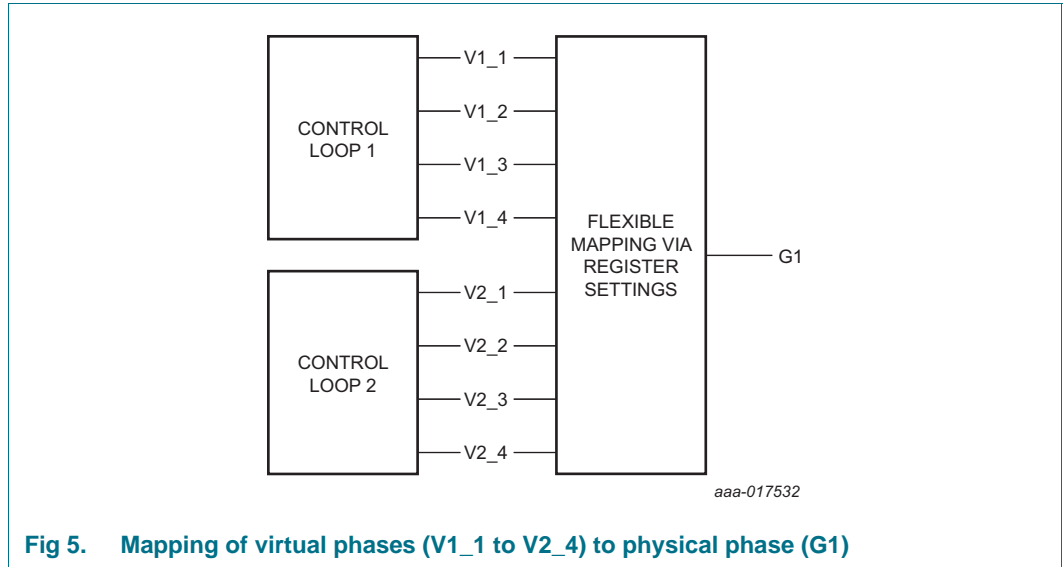 CONTROL
LOOP 1
V1_1
V1_2
V1_3
V1_4
CONTROL
LOOP 2
V2_1
V2_2
V2_3
V2_4
FLEXIBLE
MAPPING VIA
REGISTER
SETTINGS
G1
aaa-017532
Fig 5. Mapping of virtual phases (V1_1 to V2_4) to physical phase (G1)